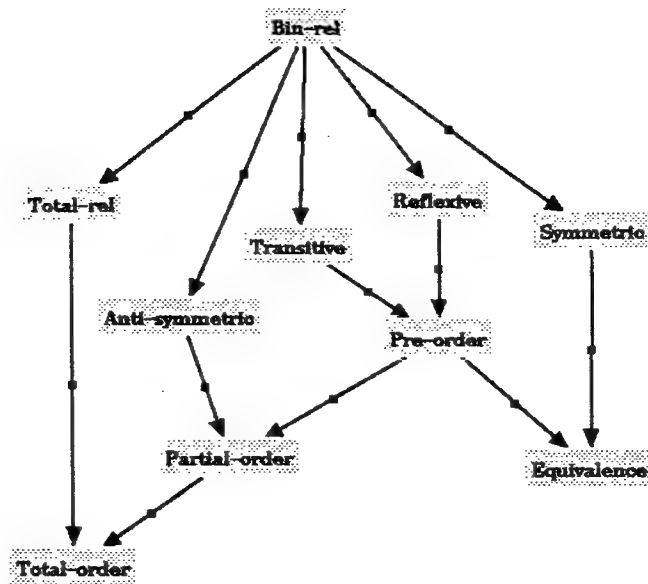 Bin-rel
Total-rel
Reflexive
Symmetric
Transitive
Anti-symmetric
Pre-order
Partial-order
Equivalence
Total-order